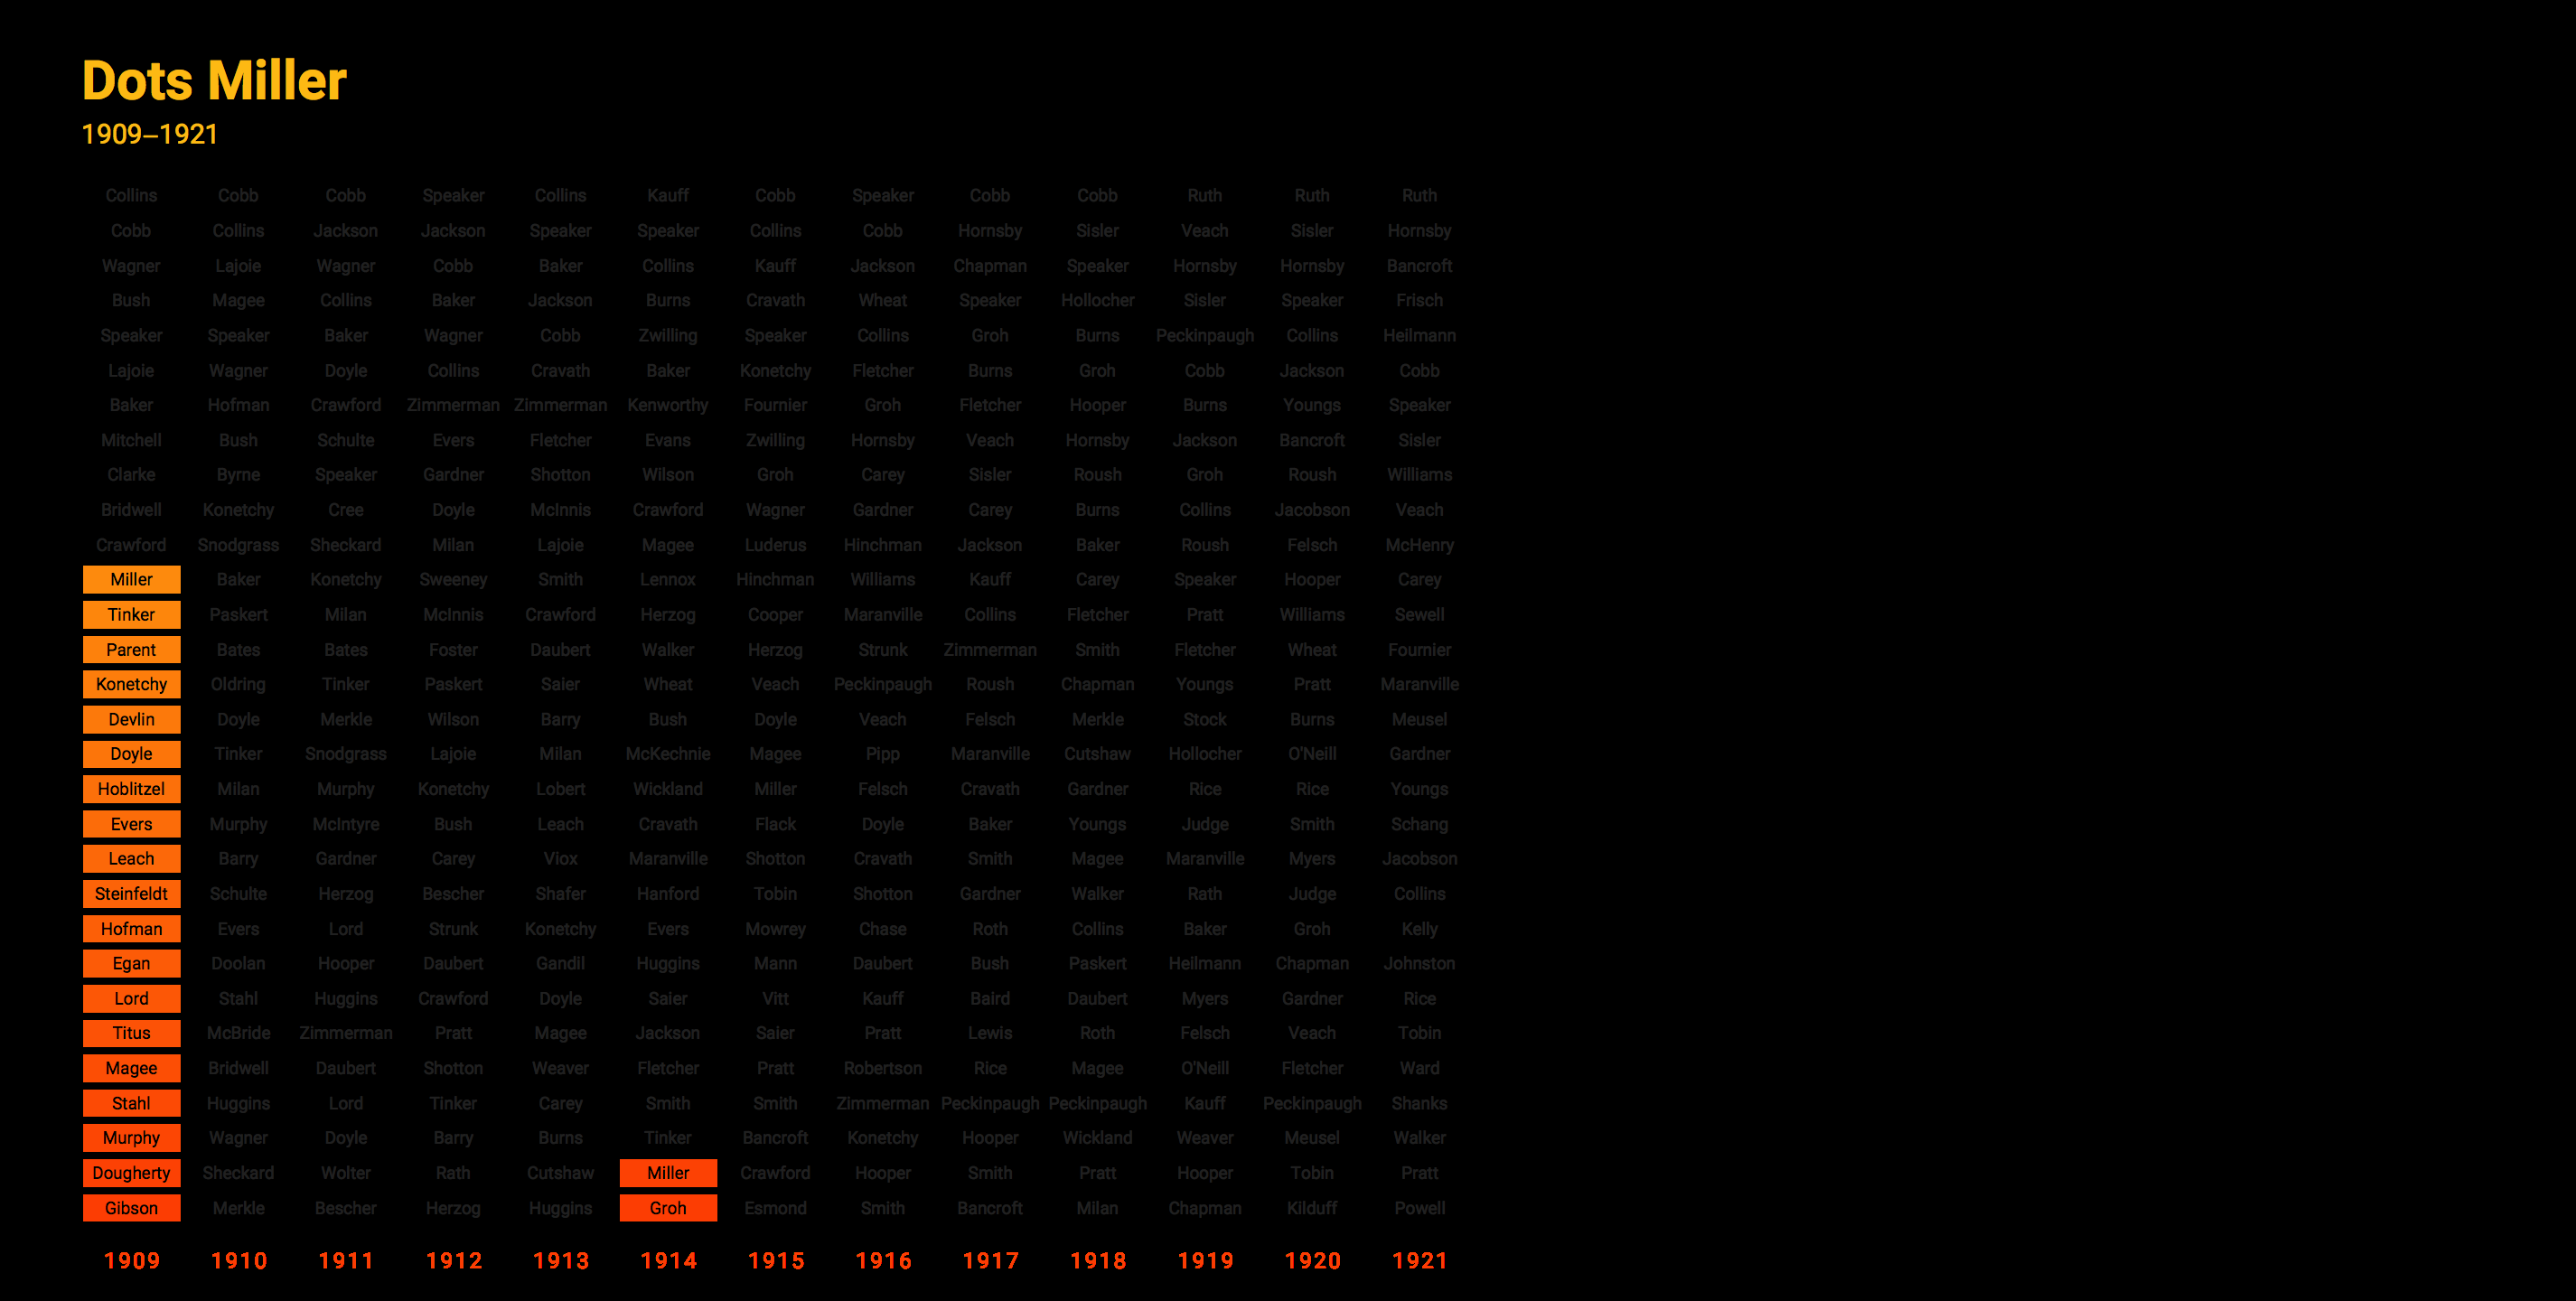 Dots Miller
1909–1921
Collins Cobb Cobb Speaker Collins Kauff Cobb Speaker Cobb Cobb Ruth Ruth Ruth
Cobb Collins Jackson Jackson Speaker Speaker Collins Cobb Hornsby Sisler Veach Sisler Hornsby
Wagner Lajoie Wagner Cobb Baker Collins Kauff Jackson Chapman Speaker Hornsby Hornsby Bancroft
Bush Magee Collins Baker Jackson Burns Cravath Wheat Speaker Hollocher Sisler Speaker Frisch
Speaker Speaker Baker Wagner Cobb Zwilling Speaker Collins Groh Burns Peckinpaugh Collins Heilmann
Lajoie Wagner Doyle Collins Cravath Baker Konetchy Fletcher Burns Groh Cobb Jackson Cobb
Baker Hofman Crawford Zimmerman Zimmerman Kenworthy Fournier Groh Fletcher Hooper Burns Youngs Speaker
Mitchell Bush Schulte Evers Fletcher Evans Zwilling Hornsby Veach Hornsby Jackson Bancroft Sisler
Clarke Byrne Speaker Gardner Shotton Wilson Groh Carey Sisler Roush Groh Roush Williams
Bridwell Konetchy Cree Doyle McInnis Crawford Wagner Gardner Carey Burns Collins Jacobson Veach
Crawford Snodgrass Sheckard Milan Lajoie Magee Luderus Hinchman Jackson Baker Roush Felsch McHenry
Miller Baker Konetchy Sweeney Smith Lennox Hinchman Williams Kauff Carey Speaker Hooper Carey
Tinker Paskert Milan McInnis Crawford Herzog Cooper Maranville Collins Fletcher Pratt Williams Sewell
Parent Bates Bates Foster Daubert Walker Herzog Strunk Zimmerman Smith Fletcher Wheat Fournier
Konetchy Oldring Tinker Paskert Saier Wheat Veach Peckinpaugh Roush Chapman Youngs Pratt Maranville
Devlin Doyle Merkle Wilson Barry Bush Doyle Veach Felsch Merkle Stock Burns Meusel
Doyle Tinker Snodgrass Lajoie Milan McKechnie Magee Pipp Maranville Cutshaw Hollocher O'Neill Gardner
Hoblitzel Milan Murphy Konetchy Lobert Wickland Miller Felsch Cravath Gardner Rice Rice Youngs
Evers Murphy McIntyre Bush Leach Cravath Flack Doyle Baker Youngs Judge Smith Schang
Leach Barry Gardner Carey Viox Maranville Shotton Cravath Smith Magee Maranville Myers Jacobson
Steinfeldt Schulte Herzog Bescher Shafer Hanford Tobin Shotton Gardner Walker Rath Judge Collins
Hofman Evers Lord Strunk Konetchy Evers Mowrey Chase Roth Collins Baker Groh Kelly
Egan Doolan Hooper Daubert Gandil Huggins Mann Daubert Bush Paskert Heilmann Chapman Johnston
Lord Stahl Huggins Crawford Doyle Saier Vitt Kauff Baird Daubert Myers Gardner Rice
Titus McBride Zimmerman Pratt Magee Jackson Saier Pratt Lewis Roth Felsch Veach Tobin
Magee Bridwell Daubert Shotton Weaver Fletcher Pratt Robertson Rice Magee O'Neill Fletcher Ward
Stahl Huggins Lord Tinker Carey Smith Smith Zimmerman Peckinpaugh Peckinpaugh Kauff Peckinpaugh Shanks
Murphy Wagner Doyle Barry Burns Tinker Bancroft Konetchy Hooper Wickland Weaver Meusel Walker
Dougherty Sheckard Wolter Rath Cutshaw Miller Crawford Hooper Smith Pratt Hooper Tobin Pratt
Gibson Merkle Bescher Herzog Huggins Groh Esmond Smith Bancroft Milan Chapman Kilduff Powell
1909 1910 1911 1912 1913 1914 1915 1916 1917 1918 1919 1920 1921